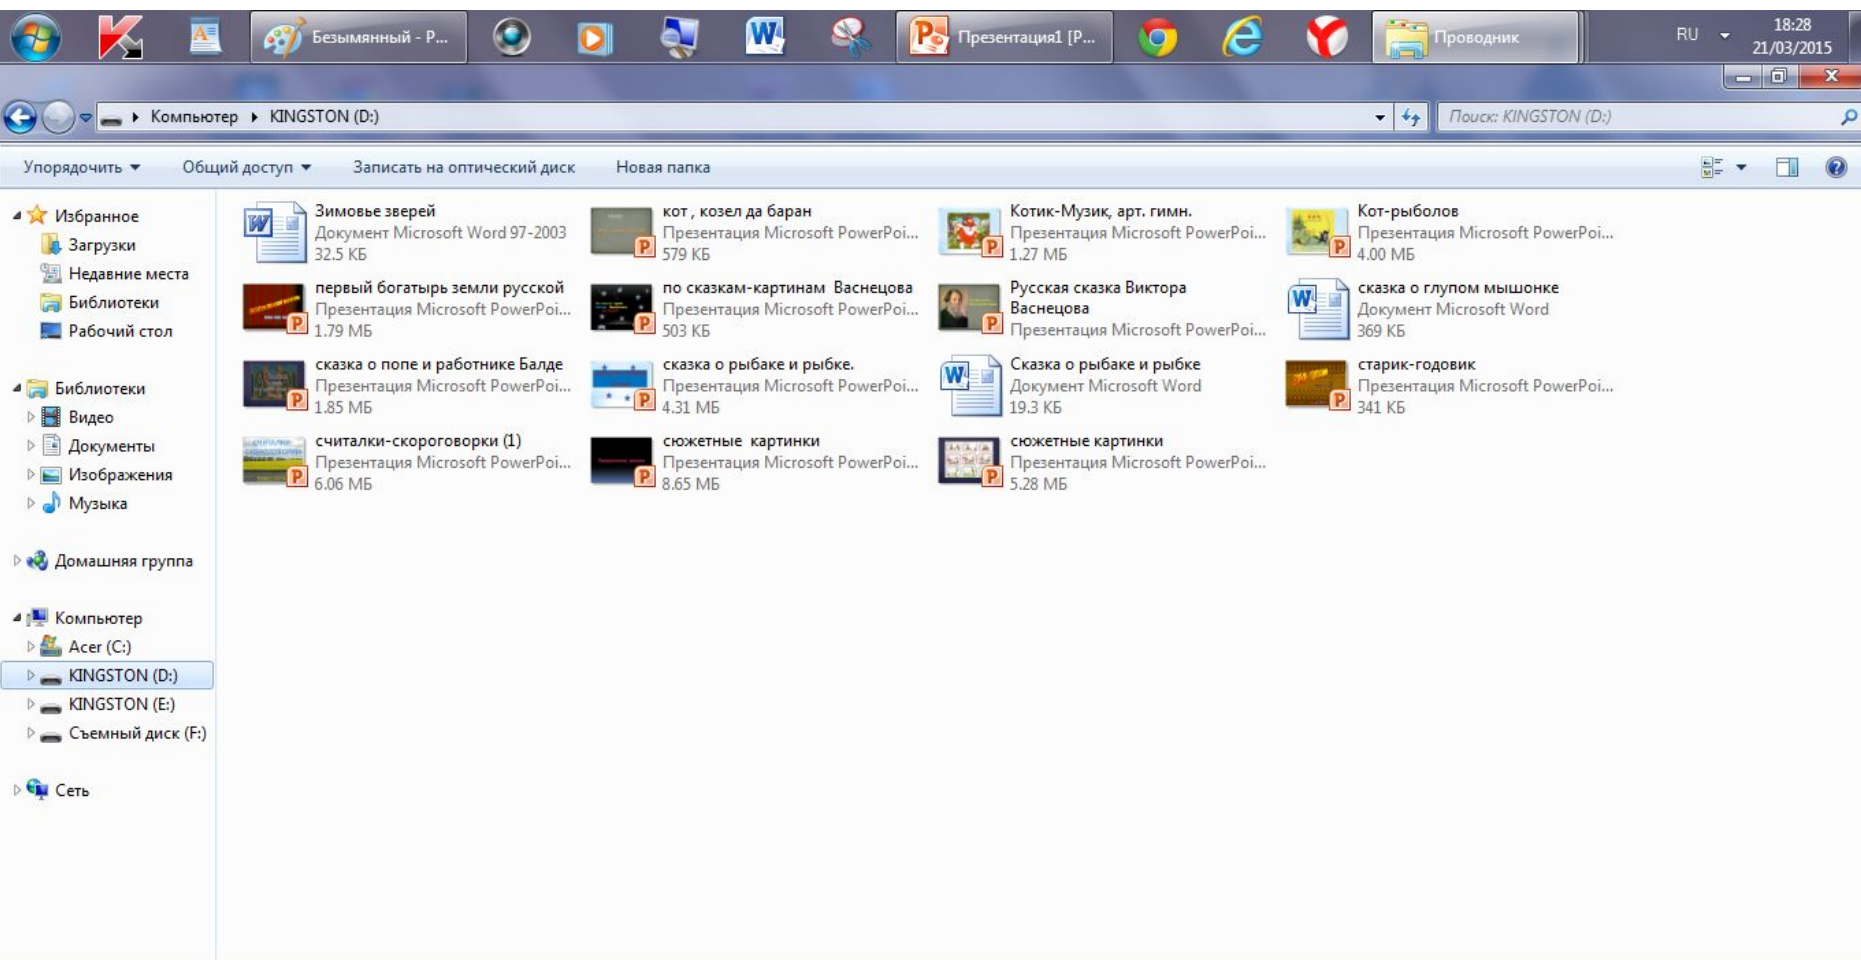 Безымянный - P...
Презентация1 [P...
Проводник
RU
18:28
21/03/2015
Компьютер
KINGSTON (D:)
Поиск: KINGSTON (D:)
Упорядочить
Общий доступ
Записать на оптический диск
Новая папка
Избранное
Загрузки
Недавние места
Библиотеки
Рабочий стол
Библиотеки
Видео
Документы
Изображения
Музыка
Домашняя группа
Компьютер
Acer (C:)
KINGSTON (D:)
KINGSTON (E:)
Съемный диск (F:)
Сеть
Зимовье зверей
Документ Microsoft Word 97-2003
32.5 КБ
кот , козел да баран
Презентация Microsoft PowerPoi...
579 КБ
Котик-Музик, арт. гимн.
Презентация Microsoft PowerPoi...
1.27 МБ
Кот-рыболов
Презентация Microsoft PowerPoi...
4.00 МБ
первый богатырь земли русской
Презентация Microsoft PowerPoi...
1.79 МБ
по сказкам-картинам  Васнецова
Презентация Microsoft PowerPoi...
503 КБ
Русская сказка Виктора
Васнецова
Презентация Microsoft PowerPoi...
сказка о глупом мышонке
Документ Microsoft Word
369 КБ
сказка о попе и работнике Балде
Презентация Microsoft PowerPoi...
1.85 МБ
сказка о рыбаке и рыбке.
Презентация Microsoft PowerPoi...
4.31 МБ
Сказка о рыбаке и рыбке
Документ Microsoft Word
19.3 КБ
старик-годовик
Презентация Microsoft PowerPoi...
341 КБ
считалки-скороговорки (1)
Презентация Microsoft PowerPoi...
6.06 МБ
сюжетные  картинки
Презентация Microsoft PowerPoi...
8.65 МБ
сюжетные картинки
Презентация Microsoft PowerPoi...
5.28 МБ